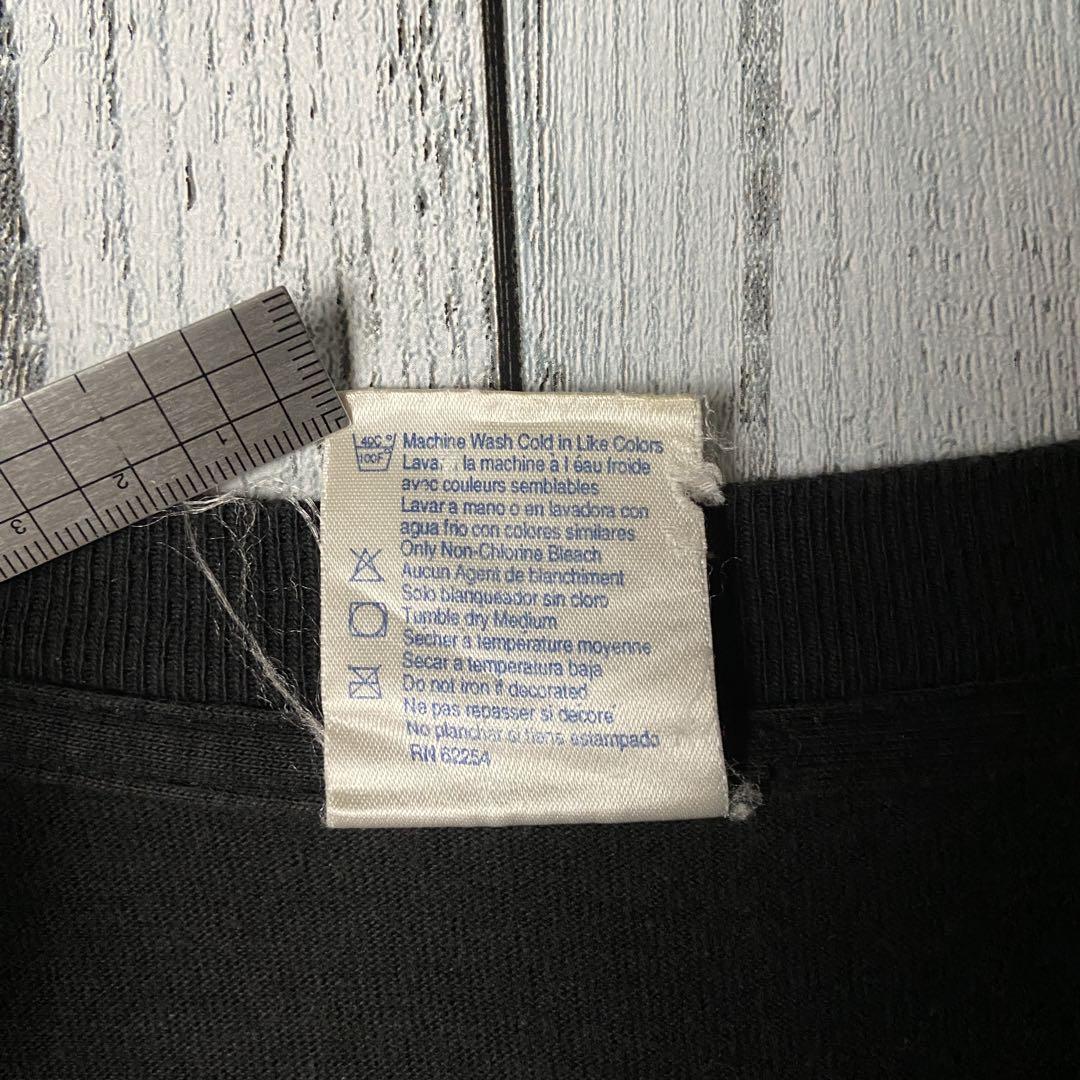 1
2
3
40C°
100F°
Machine Wash Cold in Like Colors
Lava la machine à l eau froide
avec couleurs semblables
Lavar a mano o en lavadora con
agua frio con colores similares
Only Non-Chlorine Bleach
Aucun Agent de blanchiment
Solo blanqueador sin cloro
Tumble dry Medium
Secher a temperature moyenne
Secar a temperatura baja
Do not iron if decorated
Na pas repasser si decore
No planchar si tiene estampado
RN 62254